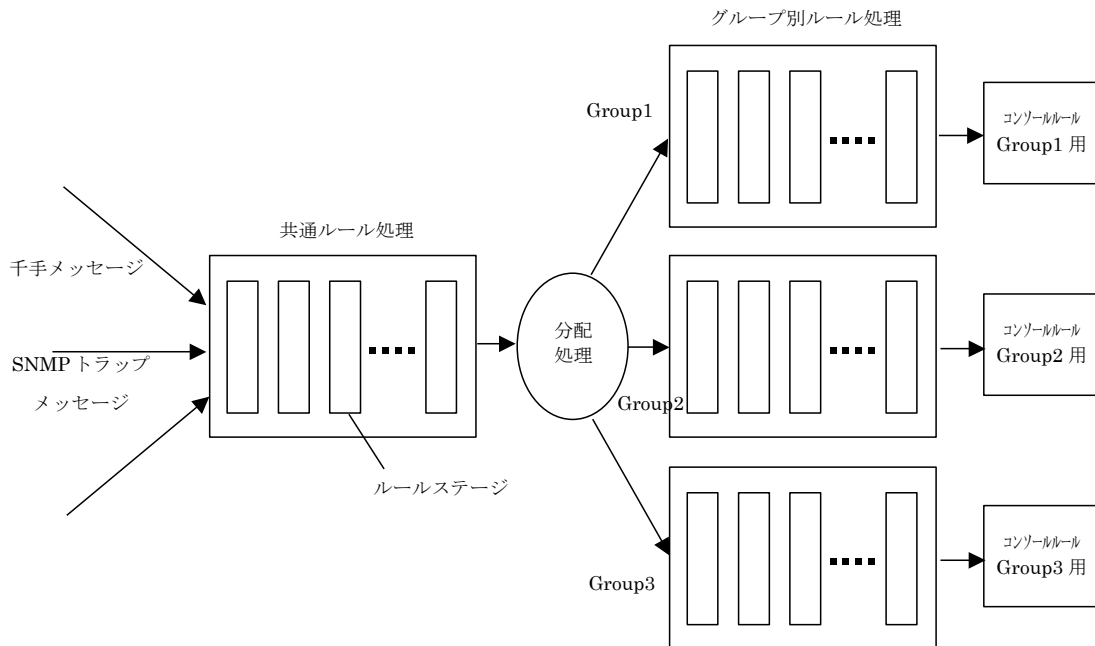 グループ別ルール処理
Group1
コンソールルール
Group1 用
共通ルール処理
千手メッセージ
SNMP トラップ
メッセージ
ルールステージ
分配
処理
Group2
コンソールルール
Group2 用
Group3
コンソールルール
Group3 用